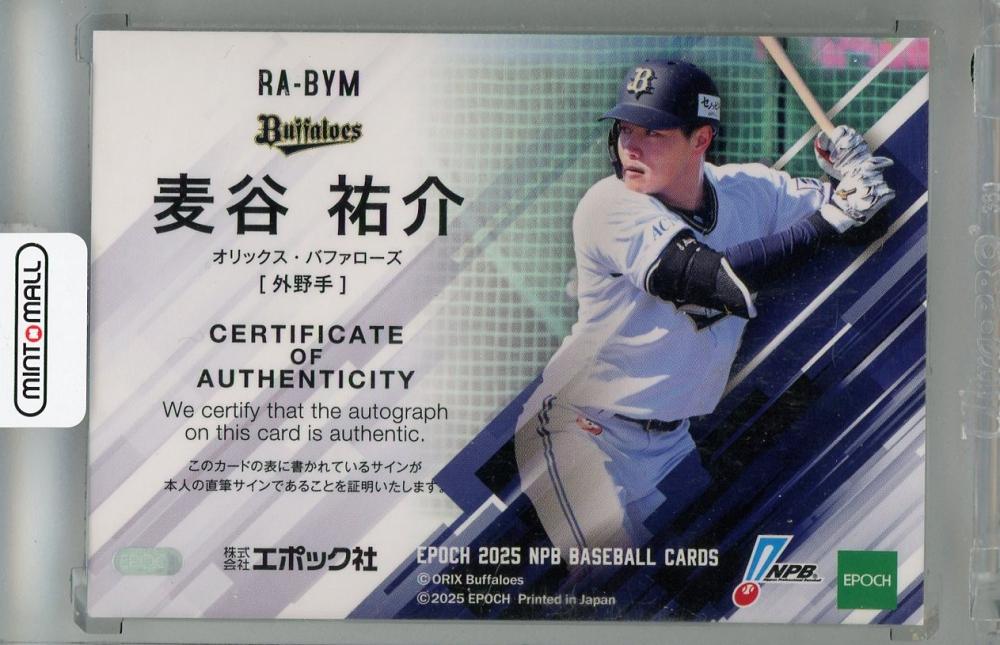 RA-BYM
Buffaloes
麦谷 祐介
オリックス・バファローズ
[ 外野手 ]
CERTIFICATE
OF
AUTHENTICITY
We certify that the autograph
on this card is authentic.
このカードの表に書かれているサインが
本人の直筆サインであることを証明いたします。
株式会社 エポック社
EPOCH 2025 NPB BASEBALL CARDS
©ORIX Buffaloes
©2025 EPOCH Printed in Japan
NPB
EPOCH
MINT MALL
B